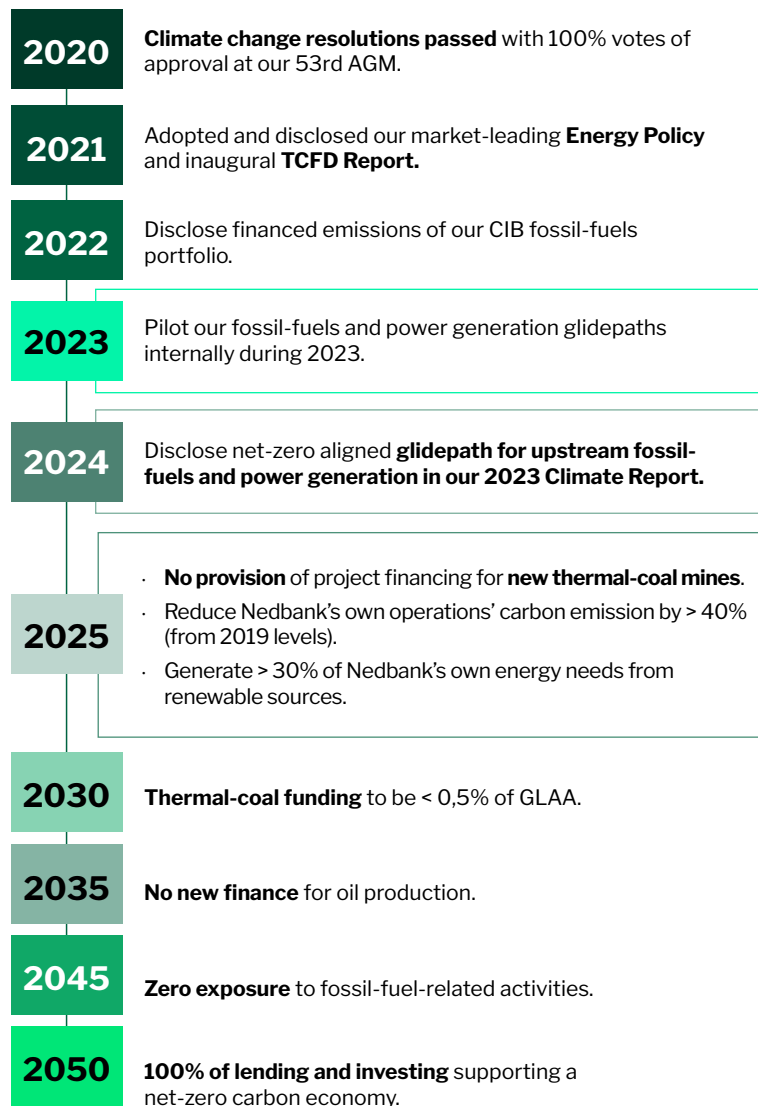 2020
Climate change resolutions passed with 100% votes of
approval at our 53rd AGM.
2021
Adopted and disclosed our market-leading Energy Policy
and inaugural TCFD Report.
2022
Disclose financed emissions of our CIB fossil-fuels
portfolio.
2023
Pilot our fossil-fuels and power generation glidepaths
internally during 2023.
2024
Disclose net-zero aligned glidepath for upstream fossil-
fuels and power generation in our 2023 Climate Report.
2025
· No provision of project financing for new thermal-coal mines.
· Reduce Nedbank’s own operations’ carbon emission by > 40%
(from 2019 levels).
· Generate > 30% of Nedbank’s own energy needs from
renewable sources.
2030
Thermal-coal funding to be < 0,5% of GLAA.
2035
No new finance for oil production.
2045
Zero exposure to fossil-fuel-related activities.
2050
100% of lending and investing supporting a
net-zero carbon economy.